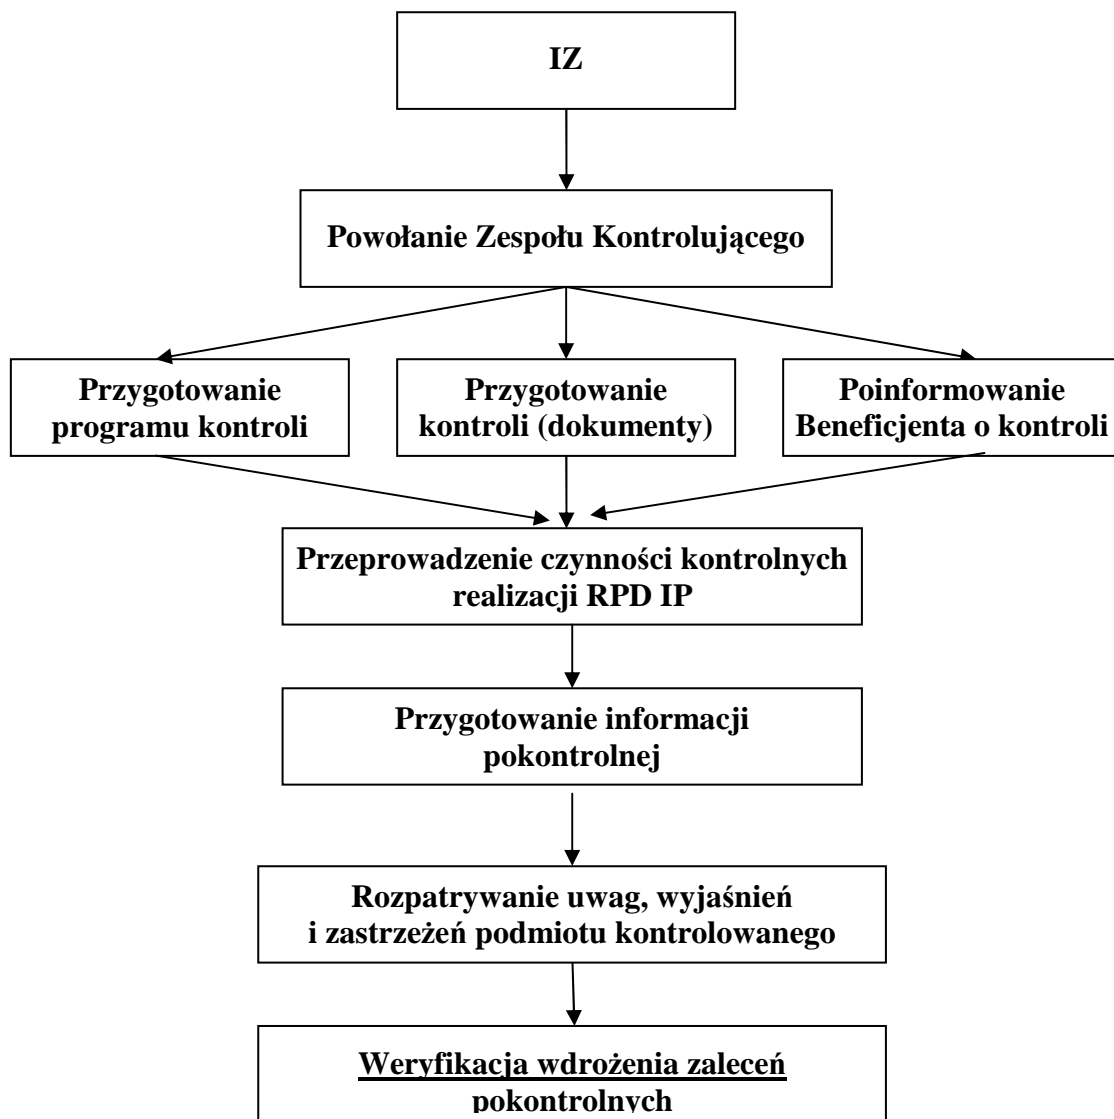 IZ
Powołanie Zespołu Kontrolującego
Przygotowanie
programu kontroli
Przygotowanie
kontroli (dokumenty)
Poinformowanie
Beneficjenta o kontroli
Przeprowadzenie czynności kontrolnych
realizacji RPD IP
Przygotowanie informacji
pokontrolnej
Rozpatrywanie uwag, wyjaśnień
i zastrzeżeń podmiotu kontrolowanego
Weryfikacja wdrożenia zaleceń
pokontrolnych